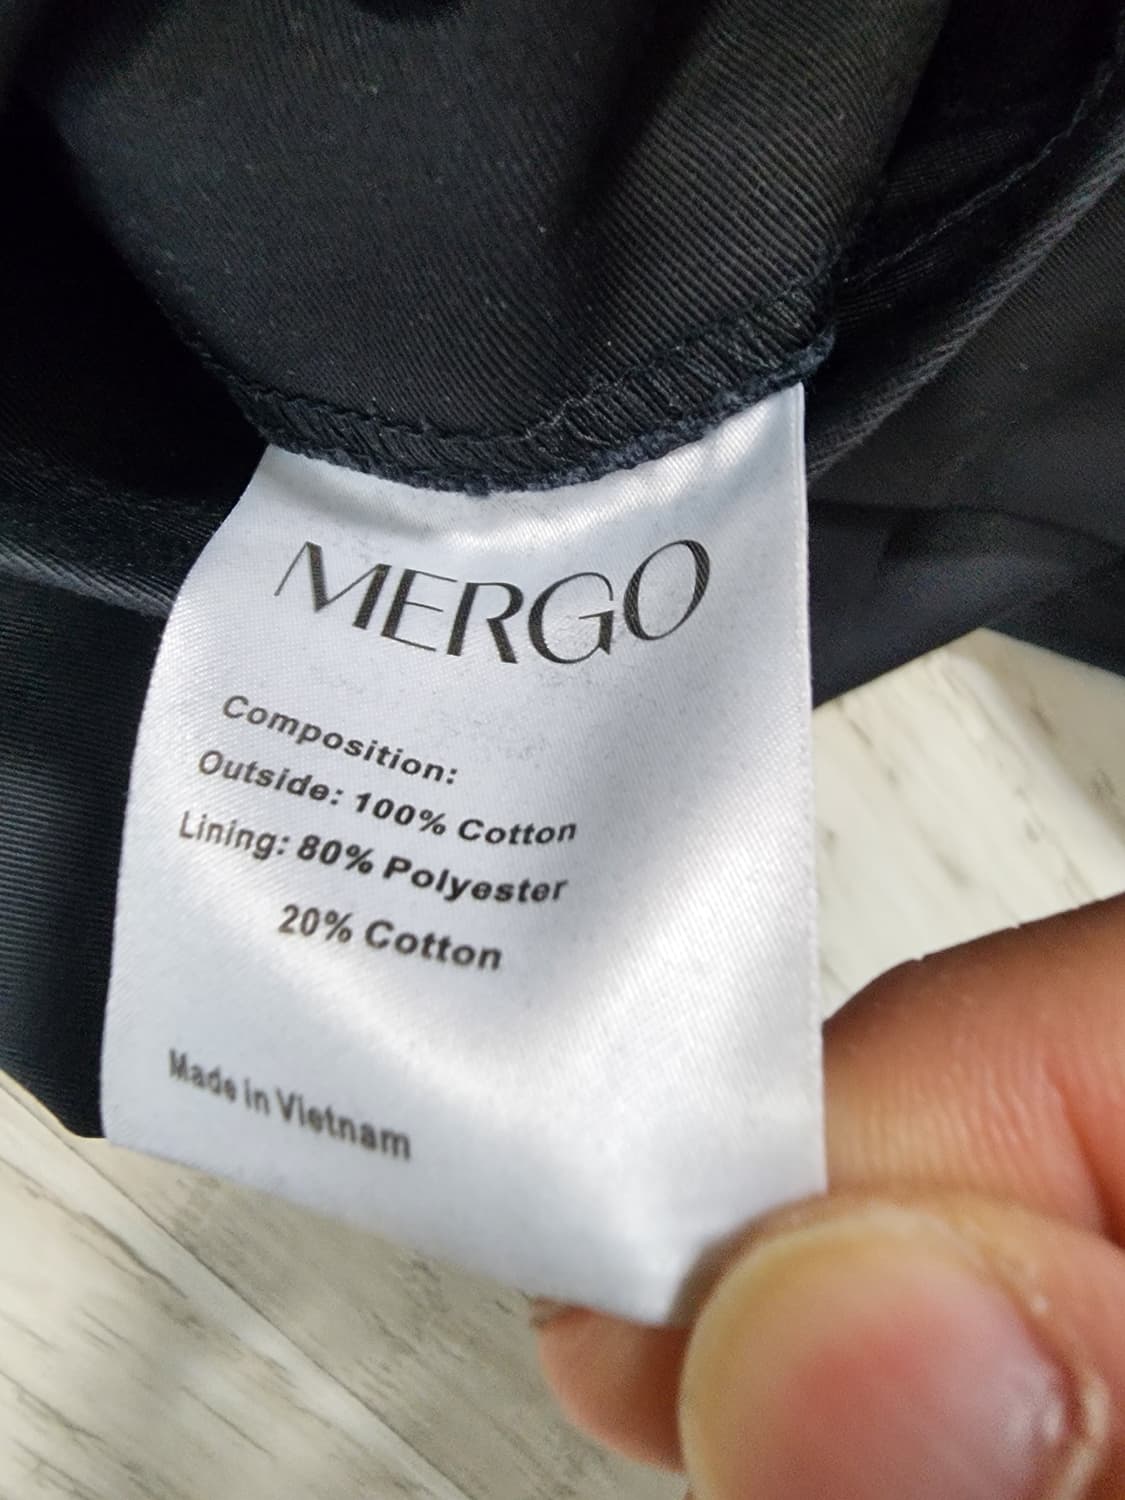 MERGO
Composition:
Outside: 100% Cotton
Lining: 80% Polyester
20% Cotton
Made in Vietnam